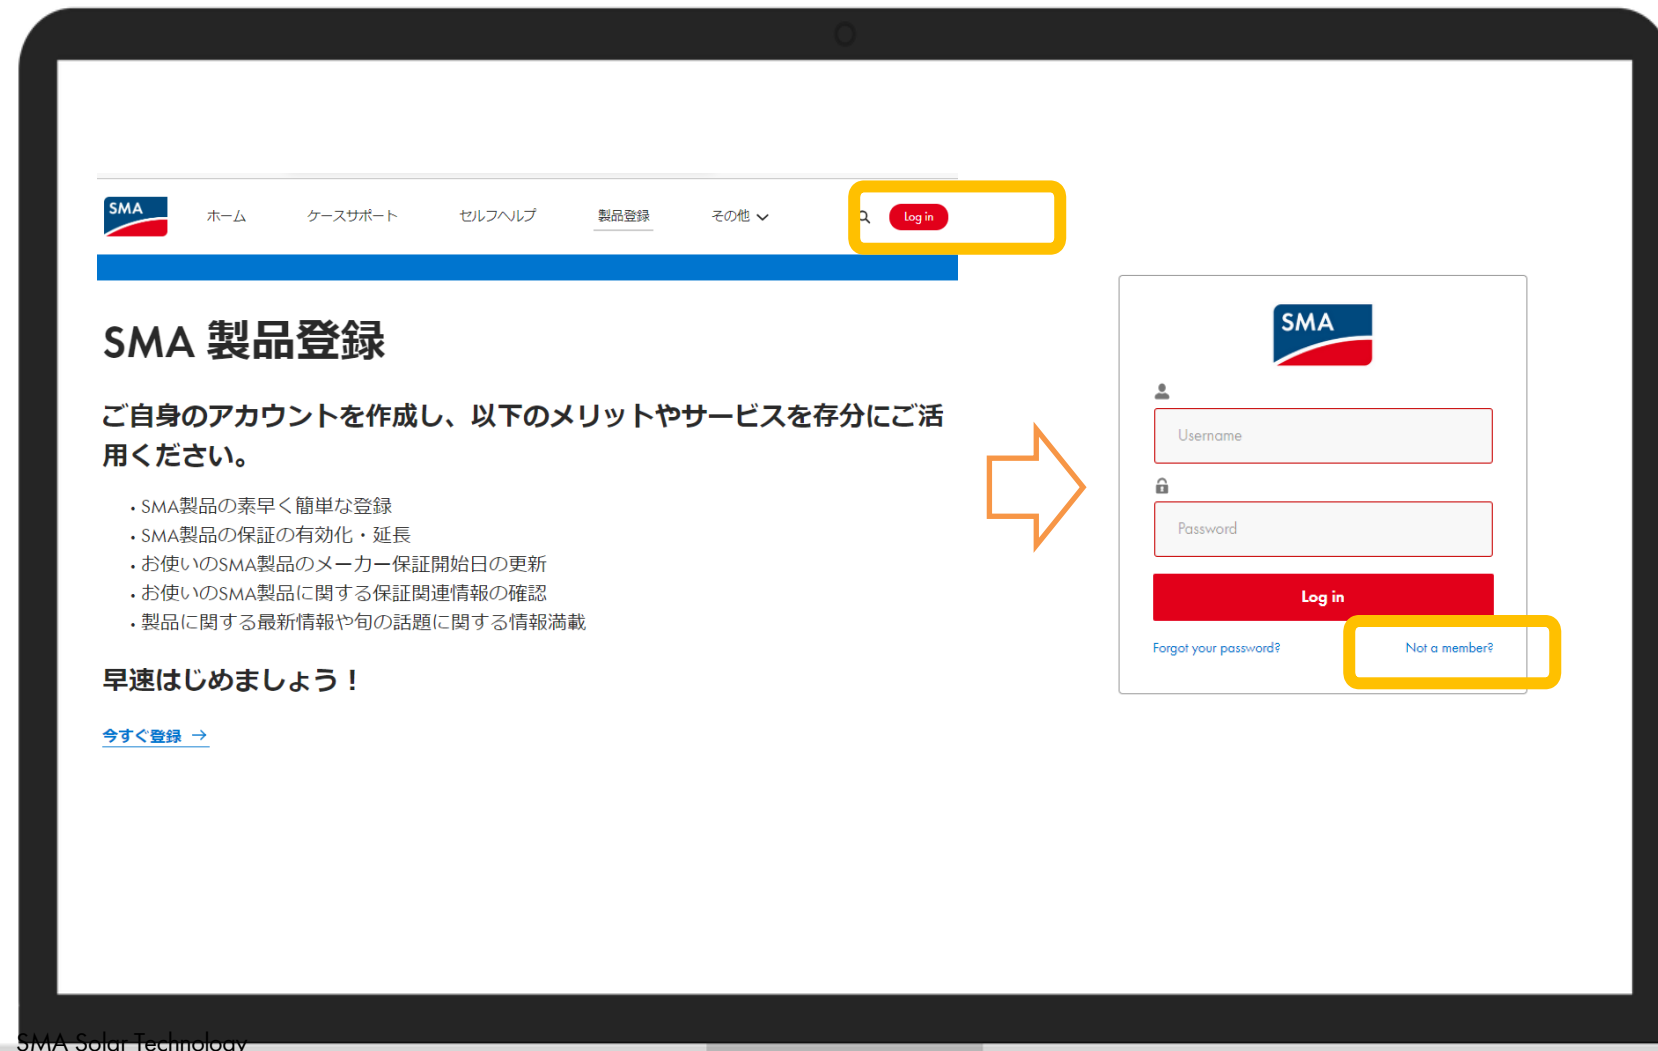 SMA
ホーム
ケースサポート
セルフヘルプ
製品登録
その他
Log in
SMA 製品登録
ご自身のアカウントを作成し、以下のメリットやサービスを存分にご活
用ください。
・SMA製品の素早く簡単な登録
・SMA製品の保証の有効化・延長
・お使いのSMA製品のメーカー保証開始日の更新
・お使いのSMA製品に関する保証関連情報の確認
・製品に関する最新情報や旬の話題に関する情報満載
早速はじめましょう！
今すぐ登録 →
SMA
Username
Password
Log in
Forgot your password?
Not a member?
SMA Solar Technology